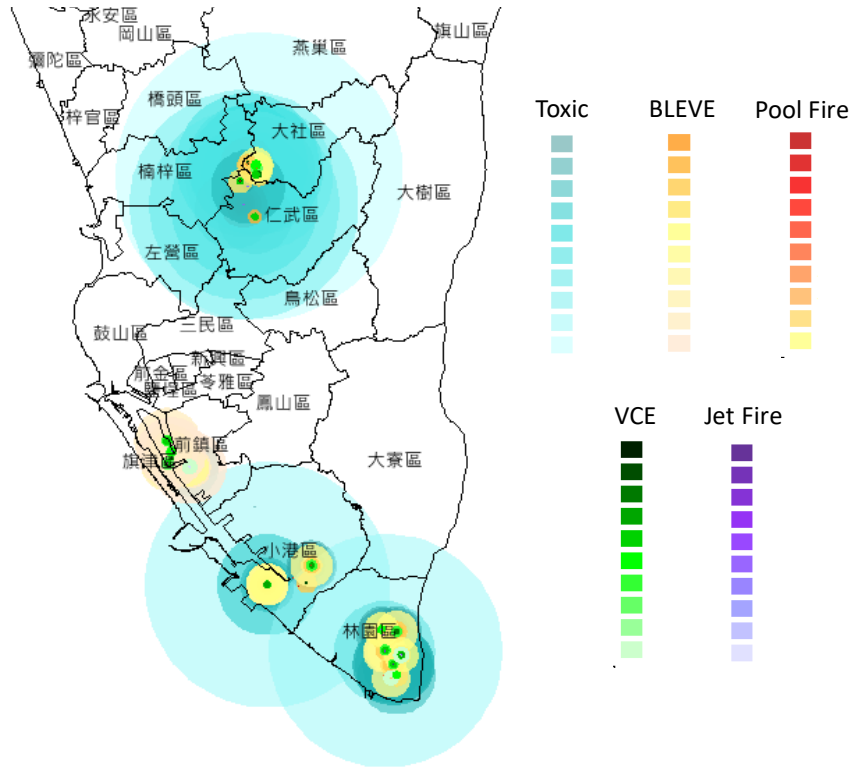 永安區
岡山區
旗山區
燕巢區
彌陀區
橋頭區
梓官區
大社區
楠梓區
大樹區
仁武區
左營區
鳥松區
三民區
鼓山區
新興區
前金區
苓雅區
鹽埕區
鳳山區
前鎮區
旗津區
大寮區
小港區
林園區
Toxic
BLEVE
Pool Fire
VCE
Jet Fire